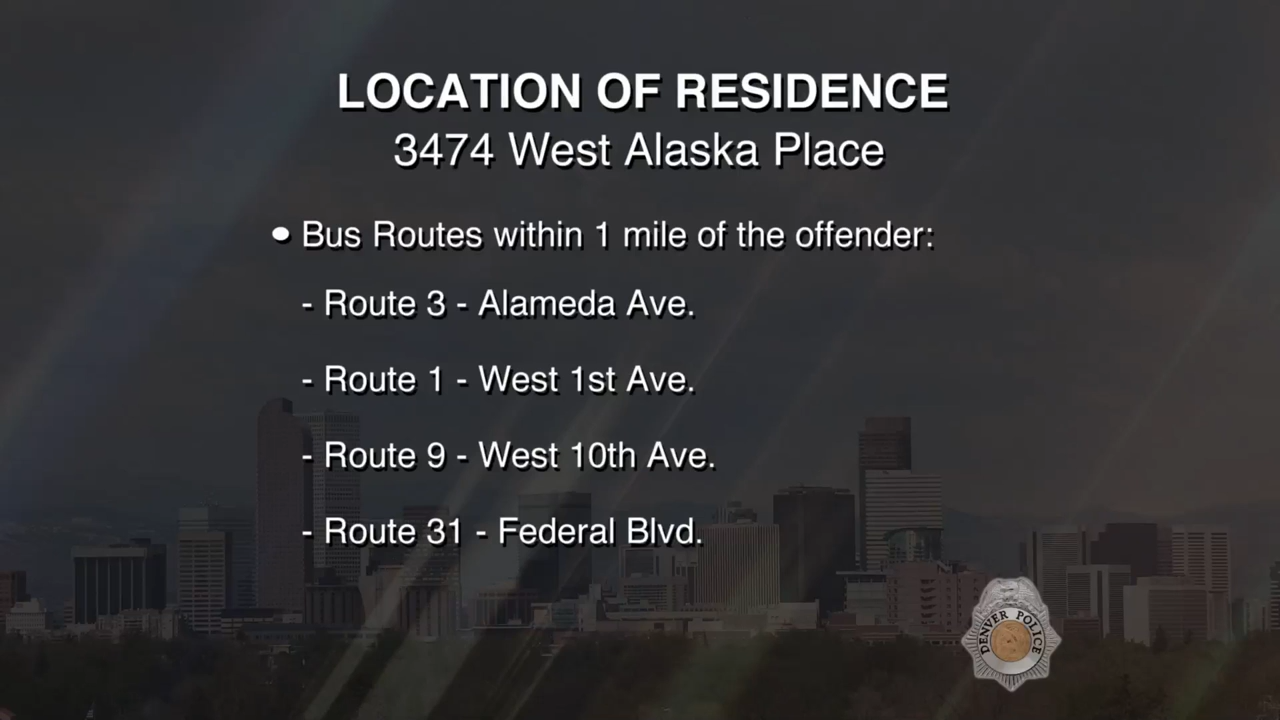 LOCATION OF RESIDENCE
3474 West Alaska Place
• Bus Routes within 1 mile of the offender:
- Route 3 - Alameda Ave.
- Route 1 - West 1st Ave.
- Route 9 - West 10th Ave.
- Route 31 - Federal Blvd.
DENVER POLICE